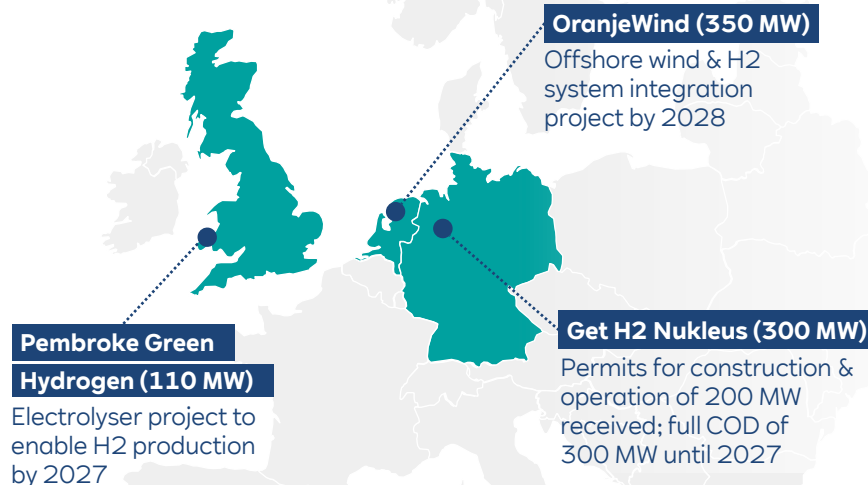 OranjeWind (350 MW)
Offshore wind & H2
system integration
project by 2028
Pembroke Green
Hydrogen (110 MW)
Electrolyser project to
enable H2 production
by 2027
Get H2 Nukleus (300 MW)
Permits for construction &
operation of 200 MW
received; full COD of
300 MW until 2027